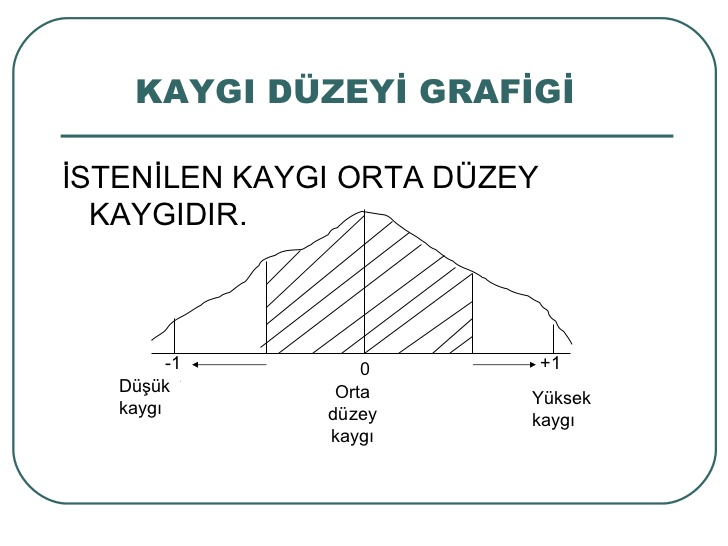 KAYGI DÜZEYİ GRAFİGİ
İSTENİLEN KAYGI ORTA DÜZEY
KAYGIDIR.
-1
0
+1
Düşük
kaygı
Orta
düzey
kaygı
Yüksek
kaygı